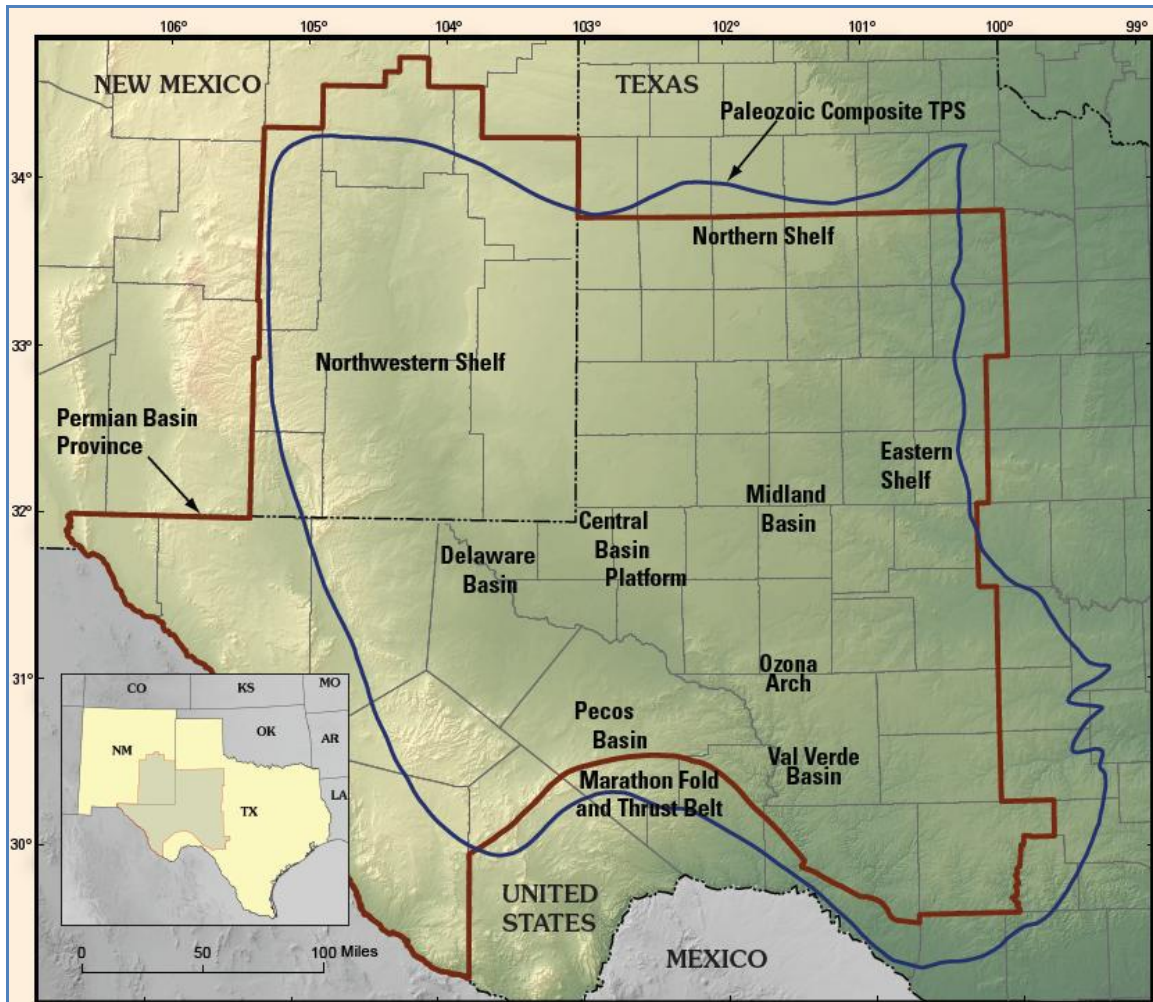 106°
105°
104°
103°
102°
101°
100°
99°
NEW MEXICO
TEXAS
Paleozoic Composite TPS
34°
Northern Shelf
33°
Northwestern Shelf
Permian Basin
Province
Eastern
Shelf
Midland
Basin
32°
Central
Basin
Platform
Delaware
Basin
31°
Ozona
Arch
Pecos
Basin
Val Verde
Basin
Marathon Fold
and Thrust Belt
30°
UNITED
STATES
MEXICO
CO
KS
MO
NM
OK
AR
TX
LA
0
50
100 Miles